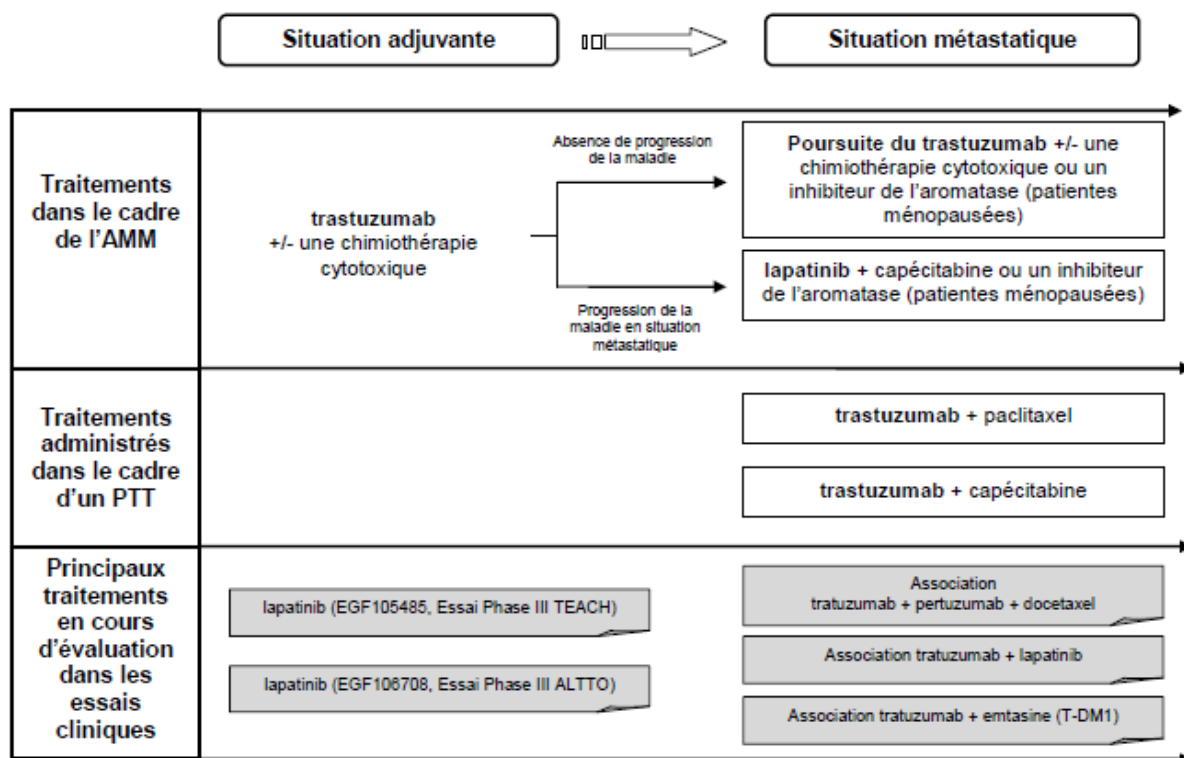 Situation adjuvante
Situation métastatique
Traitements
dans le cadre
de l'AMM
trastuzumab
+/- une chimiothérapie
cytotoxique
Absence de progression
de la maladie
Progression de la
maladie en situation
métastatique
Poursuite du trastuzumab +/- une
chimiothérapie cytotoxique ou un
inhibiteur de l'aromatase (patientes
ménopausées)
lapatinib + capécitabine ou un inhibiteur
de l'aromatase (patientes ménopausées)
Traitements
administrés
dans le cadre
d'un PTT
trastuzumab + paclitaxel
trastuzumab + capécitabine
Principaux
traitements
en cours
d'évaluation
dans les
essais
cliniques
lapatinib (EGF105485, Essai Phase III TEACH)
lapatinib (EGF106708, Essai Phase III ALTTO)
Association
tratuzumab + pertuzumab + docetaxel
Association tratuzumab + lapatinib
Association tratuzumab + emtasine (T-DM1)